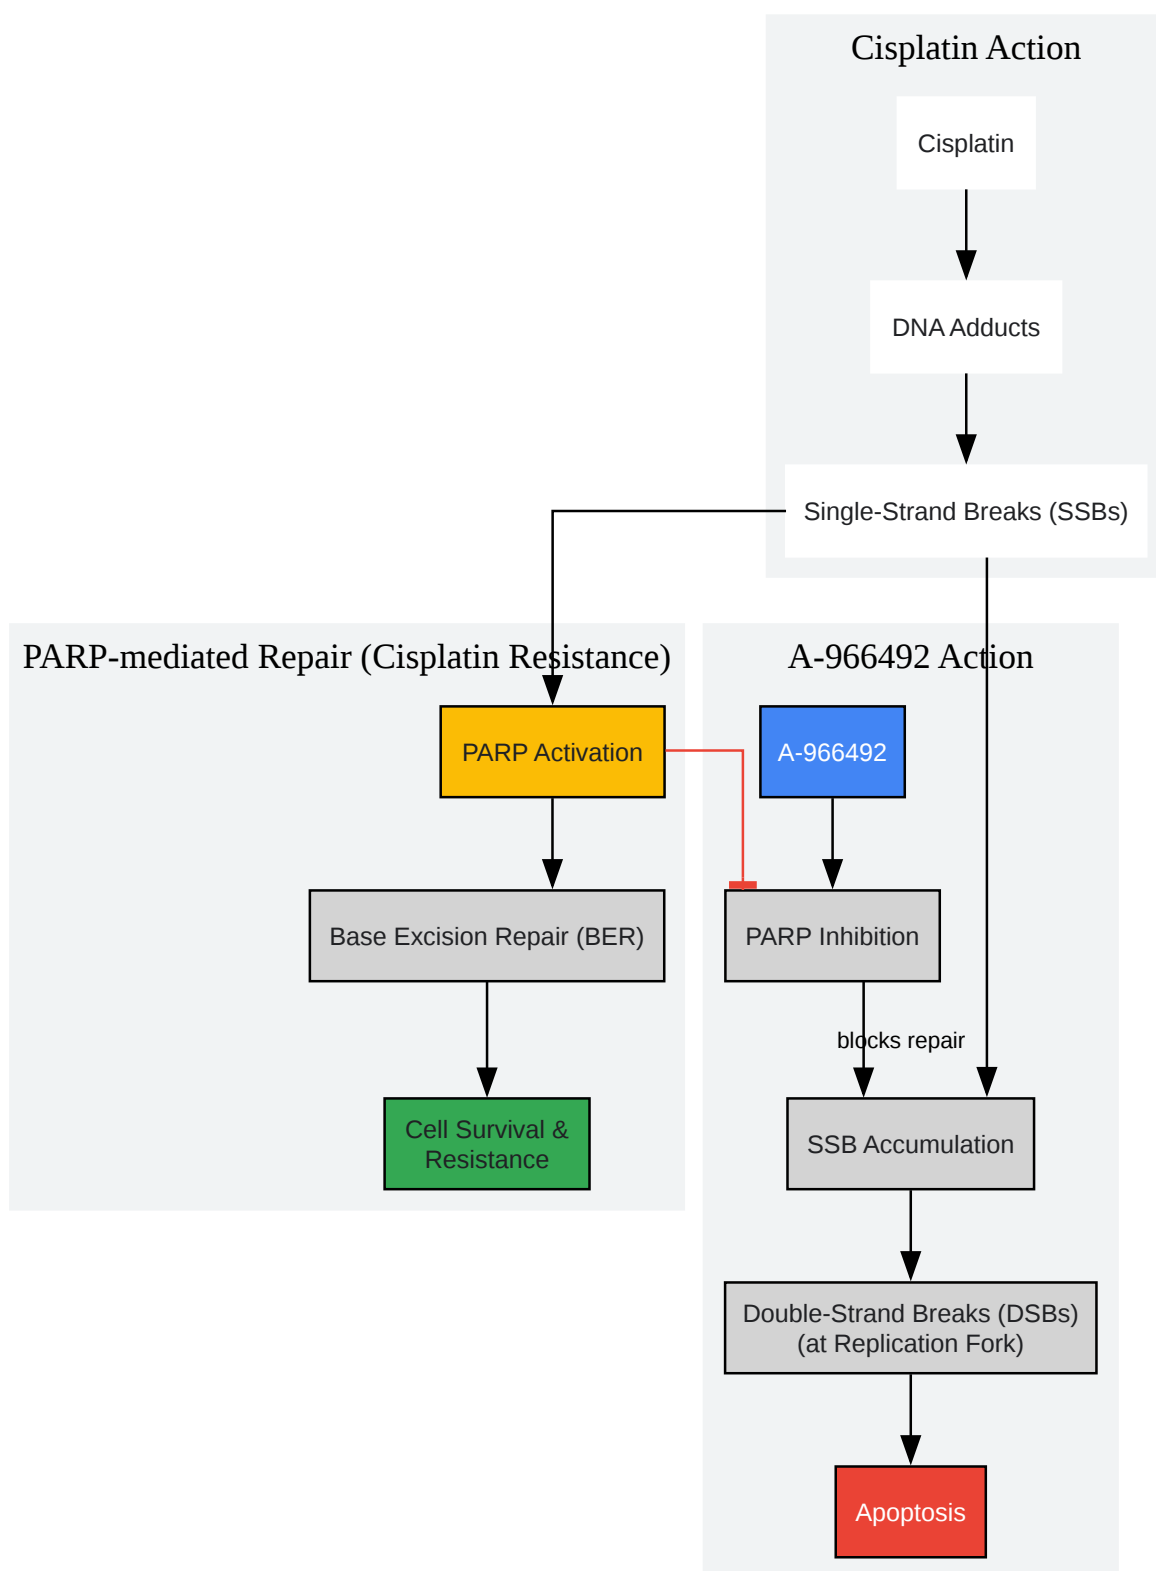 Cisplatin Action
Cisplatin
DNA Adducts
Single-Strand Breaks (SSBs)
PARP-mediated Repair (Cisplatin Resistance)
PARP Activation
Base Excision Repair (BER)
Cell Survival &
Resistance
A-966492 Action
A-966492
PARP Inhibition
blocks repair
SSB Accumulation
Double-Strand Breaks (DSBs)
(at Replication Fork)
Apoptosis